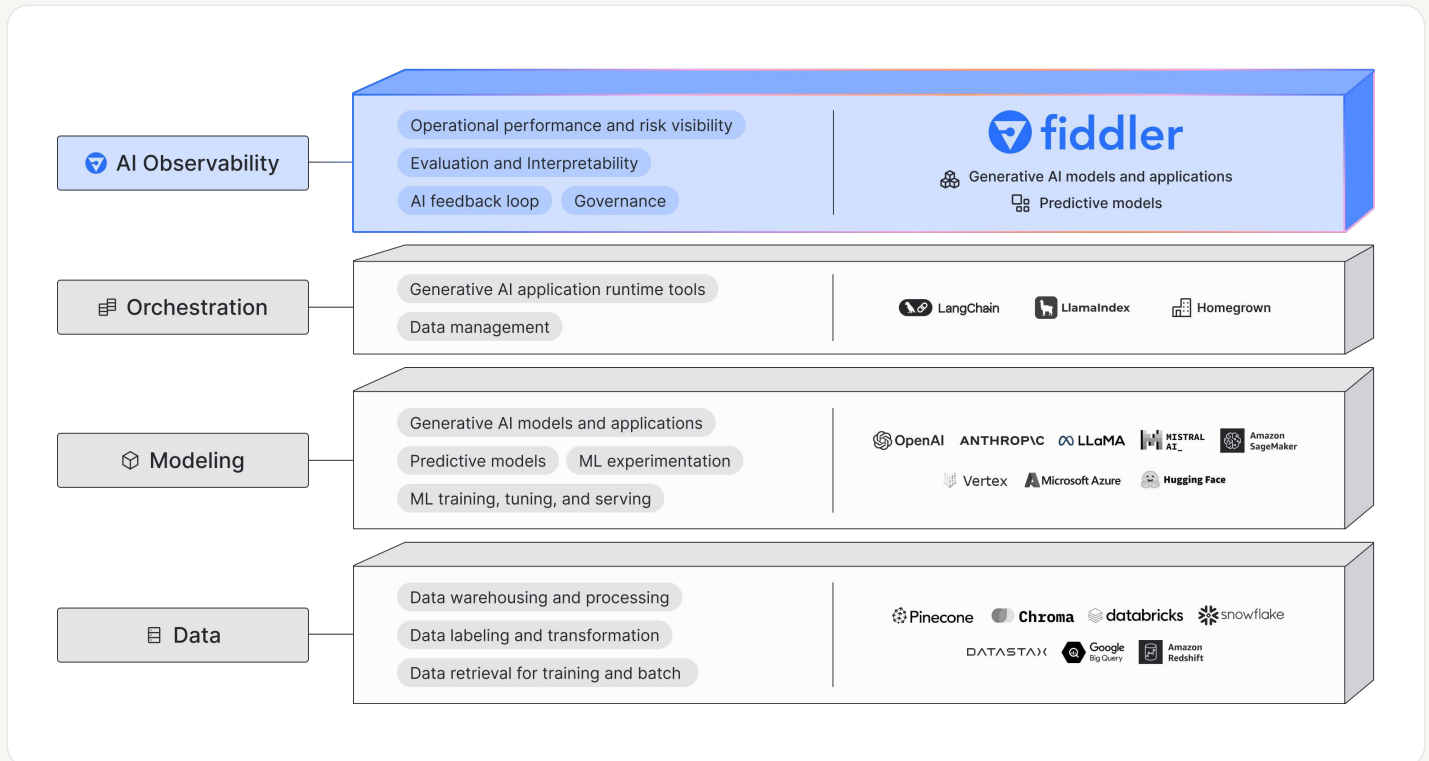 AI Observability
Operational performance and risk visibility
Evaluation and Interpretability
AI feedback loop
Governance
fiddler
Generative AI models and applications
Predictive models
Orchestration
Generative AI application runtime tools
Data management
LangChain
LlamaIndex
Homegrown
Modeling
Generative AI models and applications
Predictive models
ML experimentation
ML training, tuning, and serving
OpenAI
ANTHROP\C
LLaMA
MISTRAL
AI_
Amazon
SageMaker
Vertex
Microsoft Azure
Hugging Face
Data
Data warehousing and processing
Data labeling and transformation
Data retrieval for training and batch
Pinecone
Chroma
databricks
snowflake
DATASTAX
Google
Big Query
Amazon
Redshift